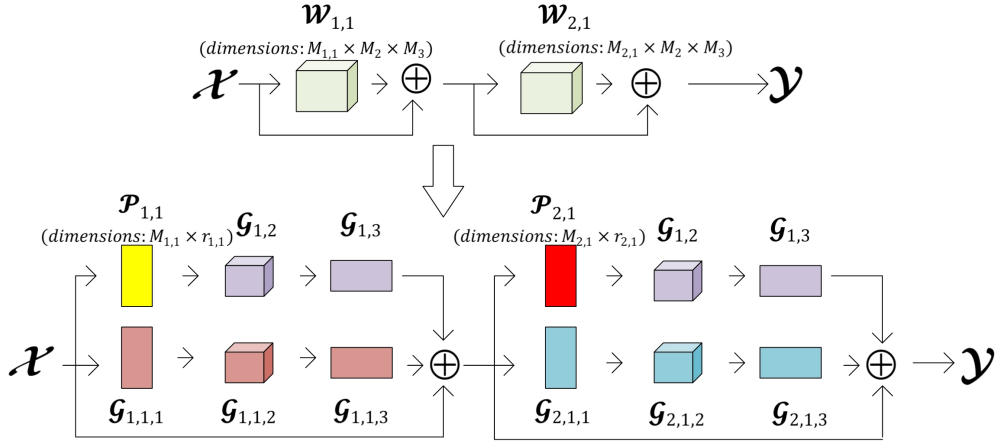 𝓦1,1 𝓦2,1
(dimensions: M1,1 × M2 × M3) (dimensions: M2,1 × M2 × M3)
𝓧 ⊕ ⊕ 𝓨
𝓟1,1 𝓖1,2 𝓖1,3 𝓟2,1 𝓖1,2 𝓖1,3
(dimensions: M1,1 × r1,1) (dimensions: M2,1 × r2,1)
𝓧 ⊕ ⊕ 𝓨
𝓖1,1,1 𝓖1,1,2 𝓖1,1,3 𝓖2,1,1 𝓖2,1,2 𝓖2,1,3